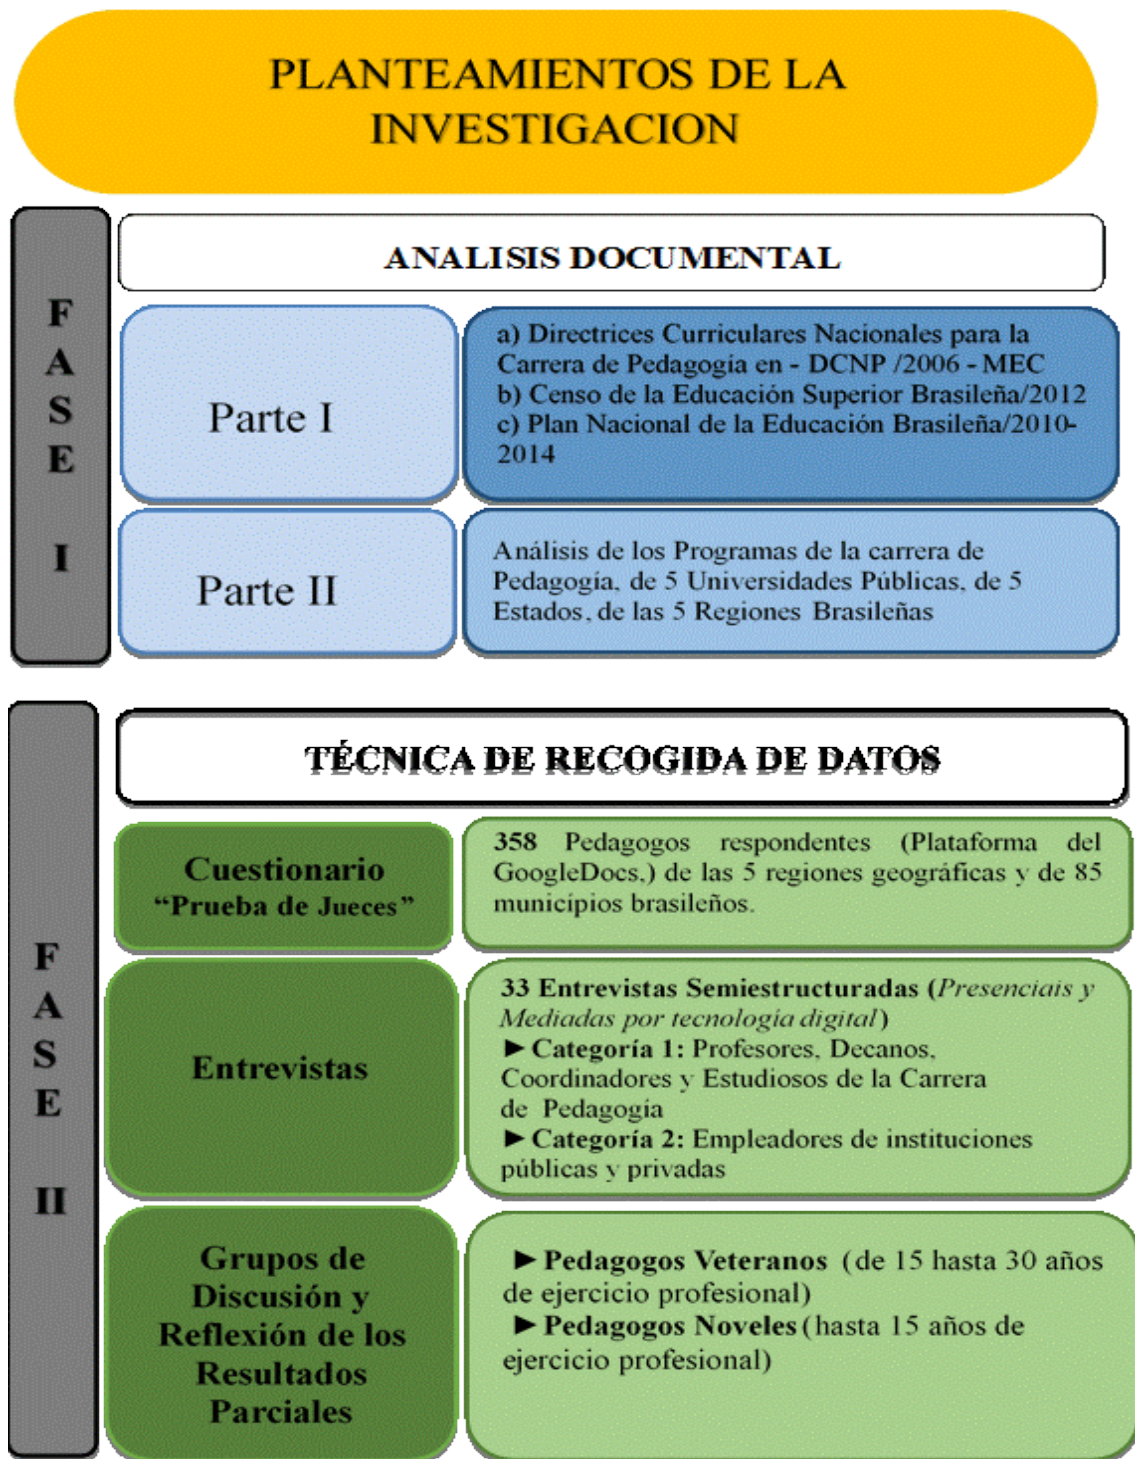 PLANTEAMIENTOS DE LA
INVESTIGACION
FASE I
ANALISIS DOCUMENTAL
Parte I
a) Directrices Curriculares Nacionales para la
Carrera de Pedagogía en - DCNP /2006 - MEC
b) Censo de la Educación Superior Brasileña/2012
c) Plan Nacional de la Educación Brasileña/2010-
2014
Parte II
Análisis de los Programas de la carrera de
Pedagogía, de 5 Universidades Públicas, de 5
Estados, de las 5 Regiones Brasileñas
FASE II
TÉCNICA DE RECOGIDA DE DATOS
Cuestionario
“Prueba de Jueces”
358 Pedagogos respondentes (Plataforma del
GoogleDocs,) de las 5 regiones geográficas y de 85
municípios brasileños.
Entrevistas
33 Entrevistas Semiestructuradas (Presenciais y
Mediadas por tecnología digital)
►Categoría 1: Profesores, Decanos,
Coordinadores y Estudiosos de la Carrera
de Pedagogía
►Categoría 2: Empleadores de instituciones
públicas y privadas
Grupos de
Discusión y
Reflexión de los
Resultados
Parciales
►Pedagogos Veteranos (de 15 hasta 30 años
de ejercicio profesional)
►Pedagogos Noveles (hasta 15 años de
ejercicio profesional)